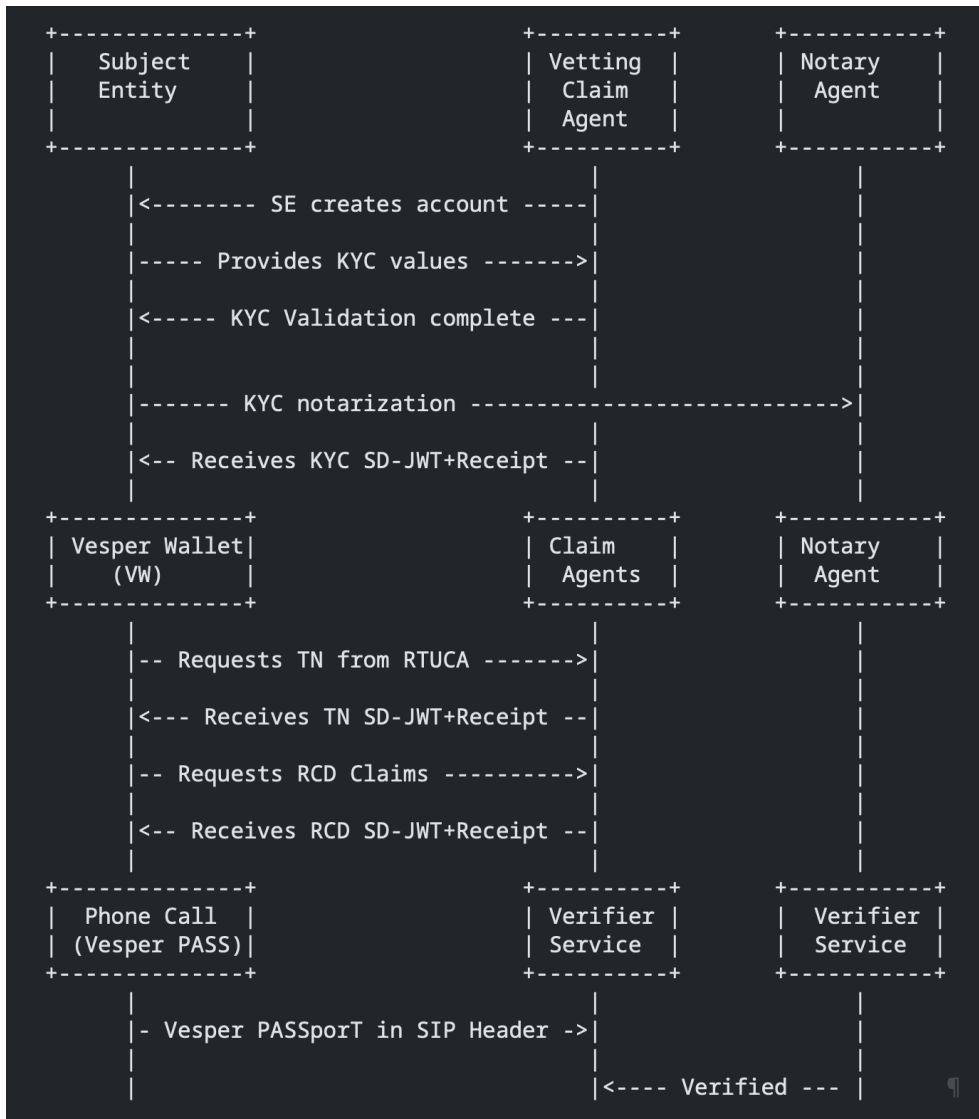 +--------------+                    +----------+       +-----------+
|   Subject    |                    | Vetting  |       | Notary    |
|   Entity     |                    |  Claim   |       |  Agent    |
|              |                    |  Agent   |       |           |
+--------------+                    +----------+       +-----------+
      |                                  |                   |
      |<-------- SE creates account -----|                   |
      |                                  |                   |
      |----- Provides KYC values ------->|                   |
      |                                  |                   |
      |<----- KYC Validation complete ---|                   |
      |                                  |                   |
      |                                  |                   |
      |------- KYC notarization ---------------------------->|
      |                                  |                   |
      |<-- Receives KYC SD-JWT+Receipt --|                   |
      |                                  |                   |
+--------------+                    +----------+       +-----------+
| Vesper Wallet|                    | Claim    |       | Notary    |
|    (VW)      |                    |  Agents  |       |  Agent    |
+--------------+                    +----------+       +-----------+
      |                                  |                   |
      |-- Requests TN from RTUCA ------->|                   |
      |                                  |                   |
      |<--- Receives TN SD-JWT+Receipt --|                   |
      |                                  |                   |
      |-- Requests RCD Claims ---------->|                   |
      |                                  |                   |
      |<-- Receives RCD SD-JWT+Receipt --|                   |
      |                                  |                   |
+--------------+                    +----------+       +-----------+
|  Phone Call  |                    | Verifier |       |  Verifier |
| (Vesper PASS)|                    | Service  |       |  Service  |
+--------------+                    +----------+       +-----------+
      |                                  |                   |
      |- Vesper PASSporT in SIP Header ->|                   |
      |                                  |                   |
      |                                  |<---- Verified --- |      ¶